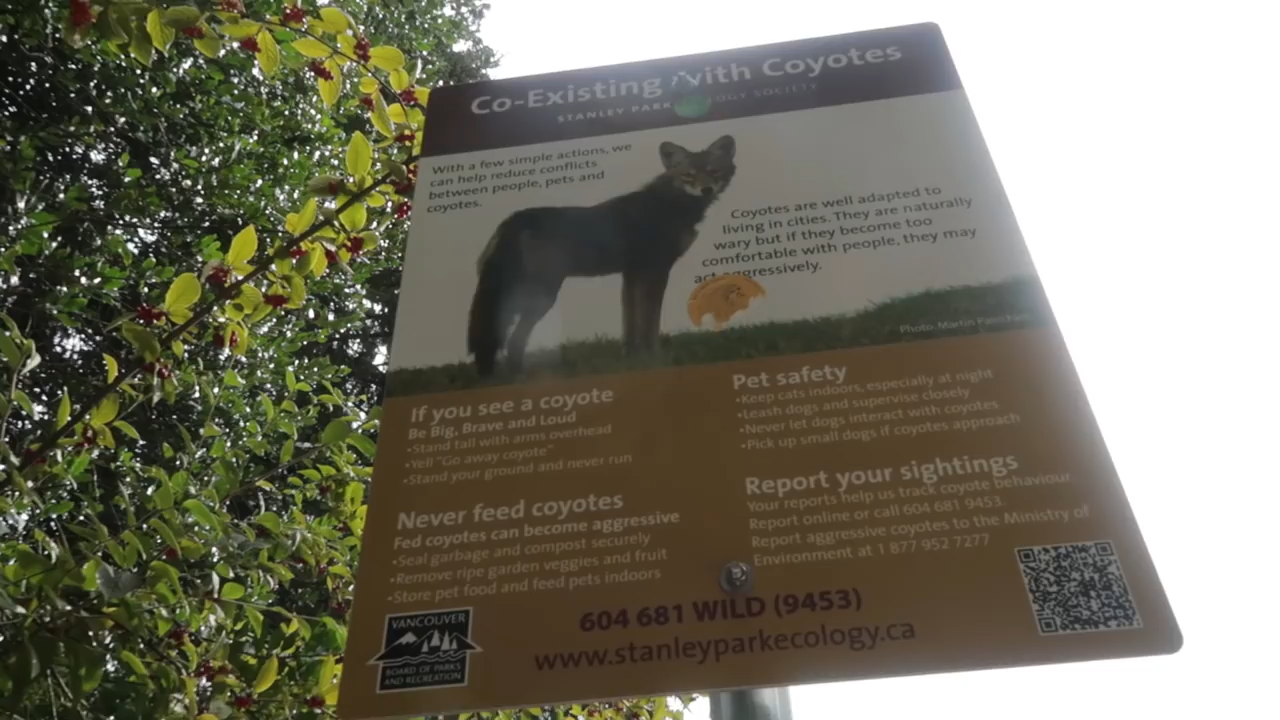 Co-Existing with Coyotes
STANLEY PARK ECOLOGY SOCIETY
With a few simple actions, we
can help reduce conflicts
between people, pets and
coyotes.
Coyotes are well adapted to
living in cities. They are naturally
wary but if they become too
comfortable with people, they may
act aggressively.
Photo: Martin
If you see a coyote
Be Big, Brave and Loud
•Stand tall with arms overhead
•Yell "Go away coyote"
•Stand your ground and never run
Never feed coyotes
Fed coyotes can become aggressive
•Seal garbage and compost securely
•Remove ripe garden veggies and fruit
•Store pet food and feed pets indoors
Pet safety
•Keep cats indoors, especially at night
•Leash dogs and supervise closely
•Never let dogs interact with coyotes
•Pick up small dogs if coyotes approach
Report your sightings
Your reports help us track coyote behaviour
Report online or call 604 681 9453.
Report aggressive coyotes to the Ministry of
Environment at 1 877 952 7277
604 681 WILD (9453)
www.stanleyparkecology.ca
VANCOUVER
BOARD OF PARKS
AND RECREATION